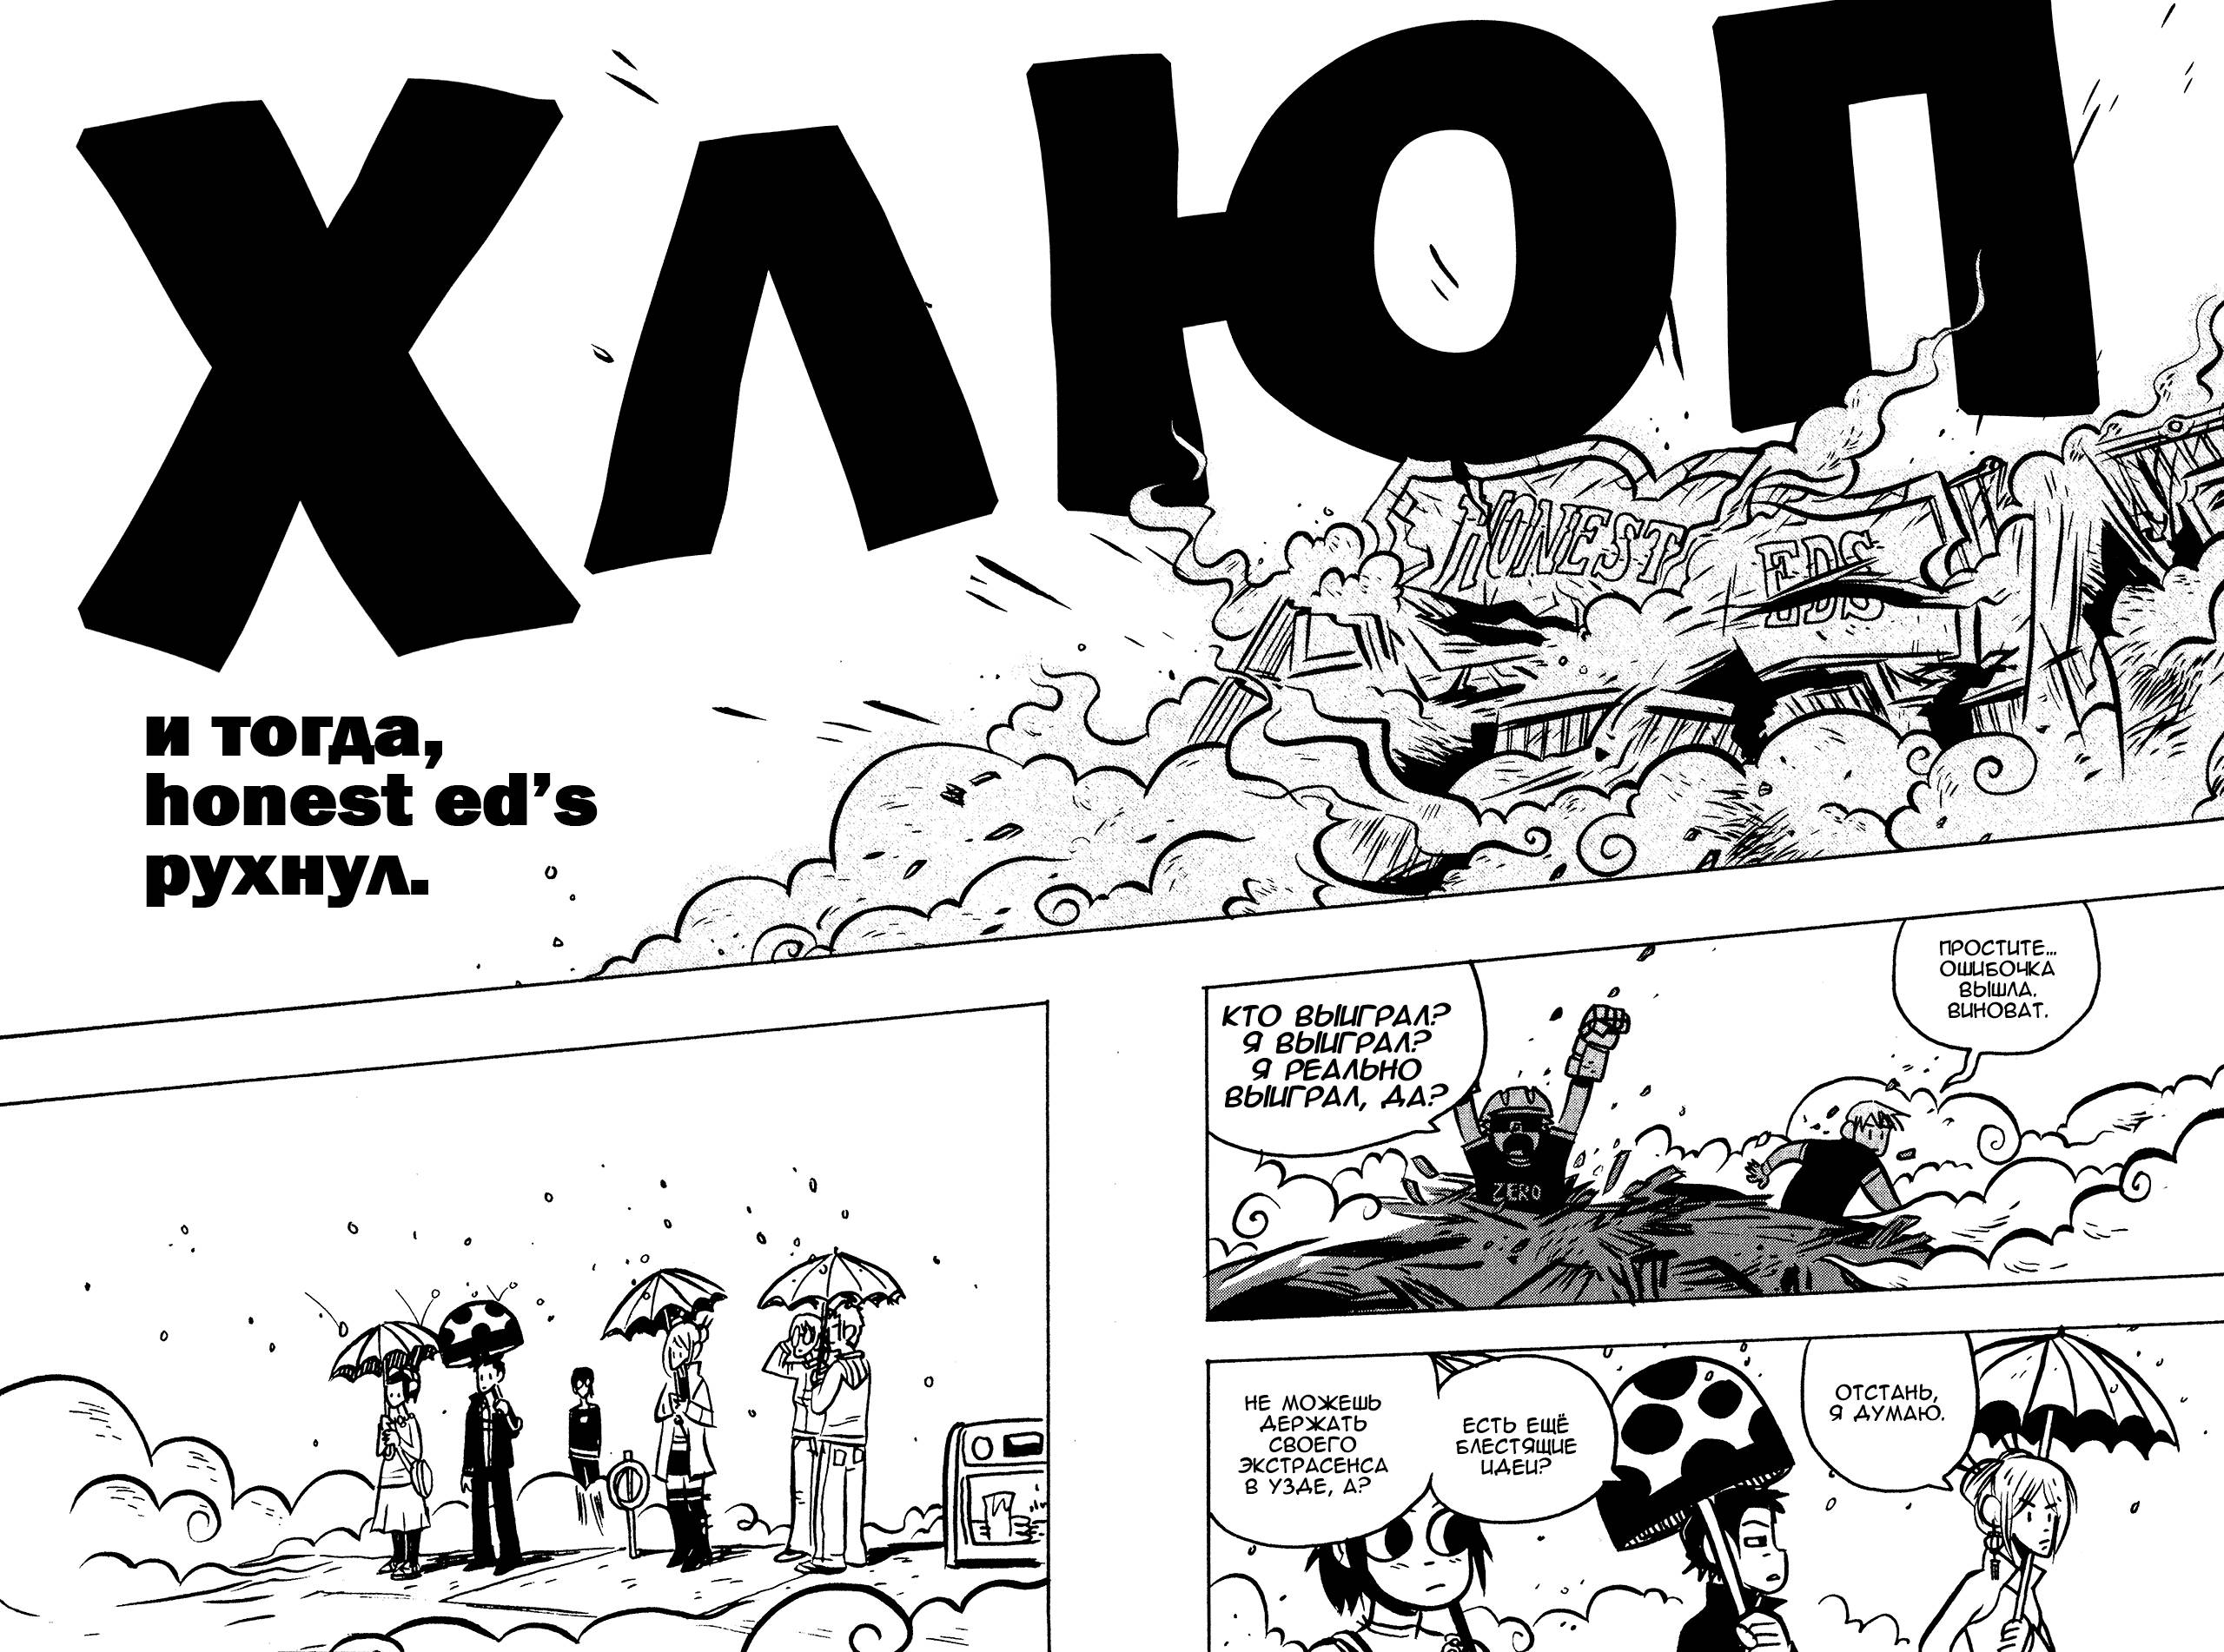 ХЛЮП
HONEST
EDS
и тогда,
honest ed’s
рухнул.
КТО ВЫИГРАЛ?
Я ВЫИГРАЛ?
Я РЕАЛЬНО
ВЫИГРАЛ, ДА?
ZERO
ПРОСТИТЕ...
ОШИБОЧКА
ВЫШЛА.
ВИНОВАТ.
НЕ МОЖЕШЬ
ДЕРЖАТЬ
СВОЕГО
ЭКСТРАСЕНСА
В УЗДЕ, А?
ЕСТЬ ЕЩЁ
БЛЕСТЯЩИЕ
ИДЕИ?
ОТСТАНЬ,
Я ДУМАЮ.